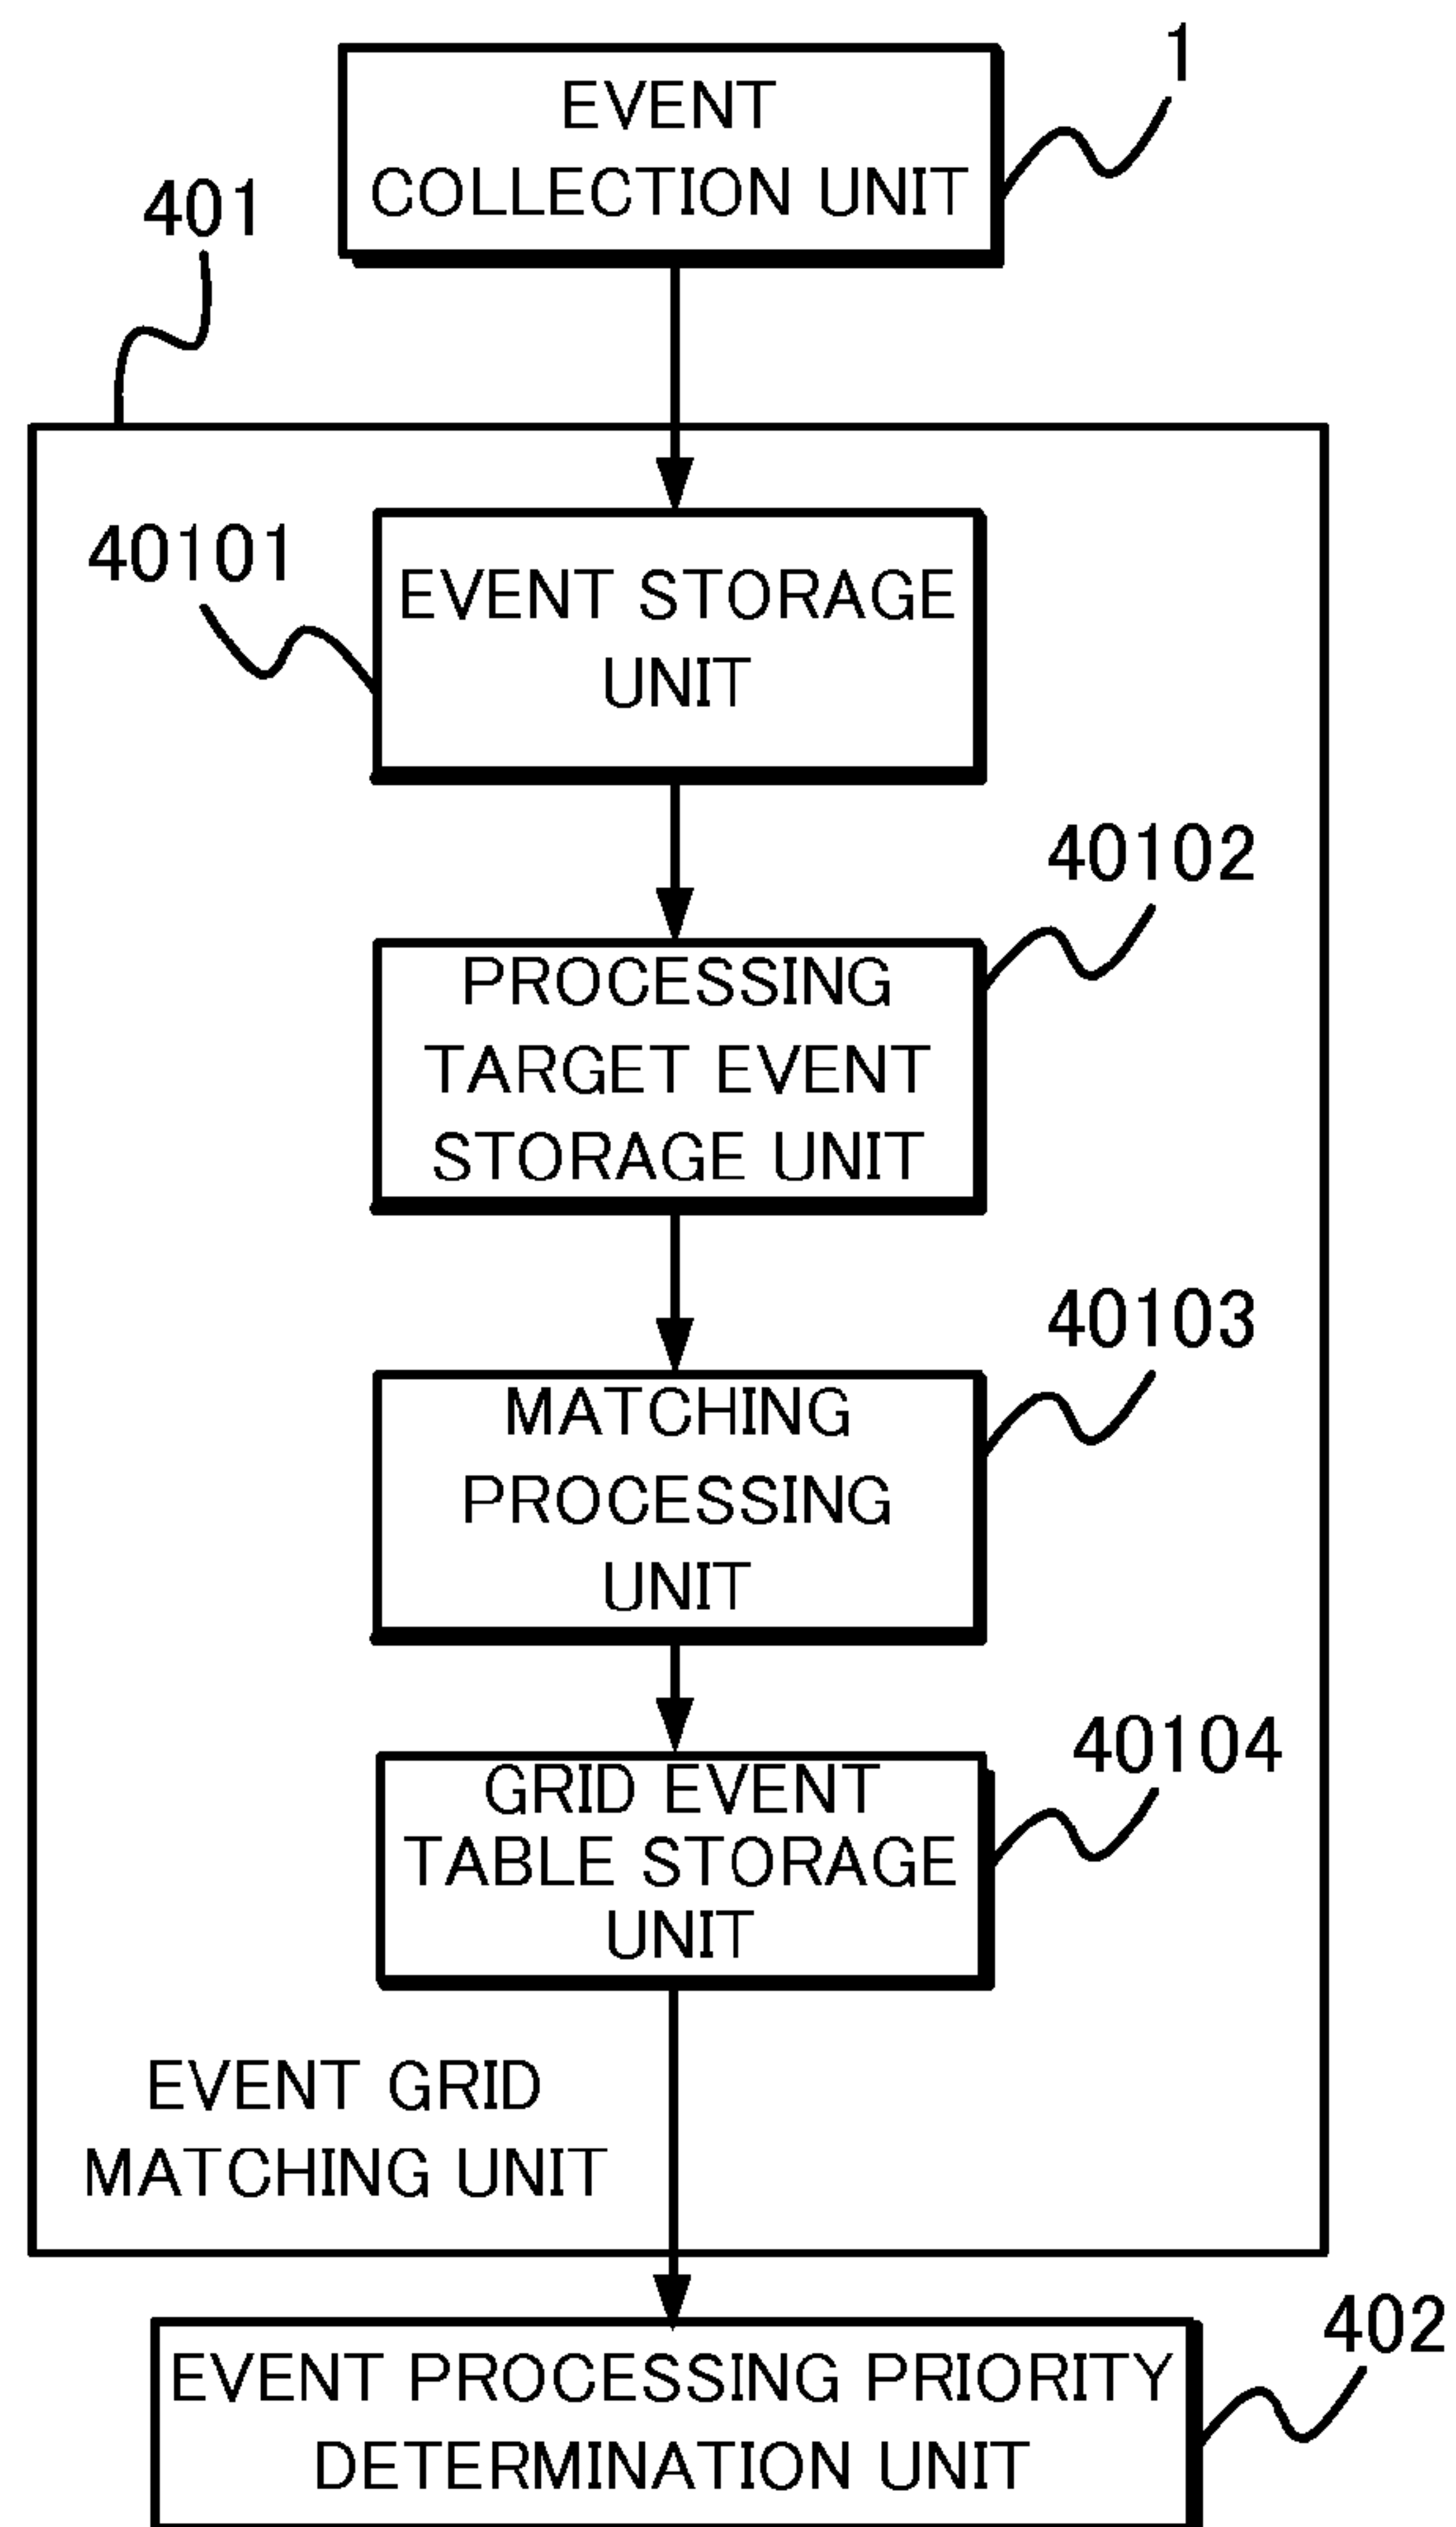 1
EVENT
COLLECTION UNIT
401
40101
EVENT STORAGE
UNIT
40102
PROCESSING
TARGET EVENT
STORAGE UNIT
40103
MATCHING
PROCESSING
UNIT
40104
GRID EVENT
TABLE STORAGE
UNIT
EVENT GRID
MATCHING UNIT
402
EVENT PROCESSING PRIORITY
DETERMINATION UNIT